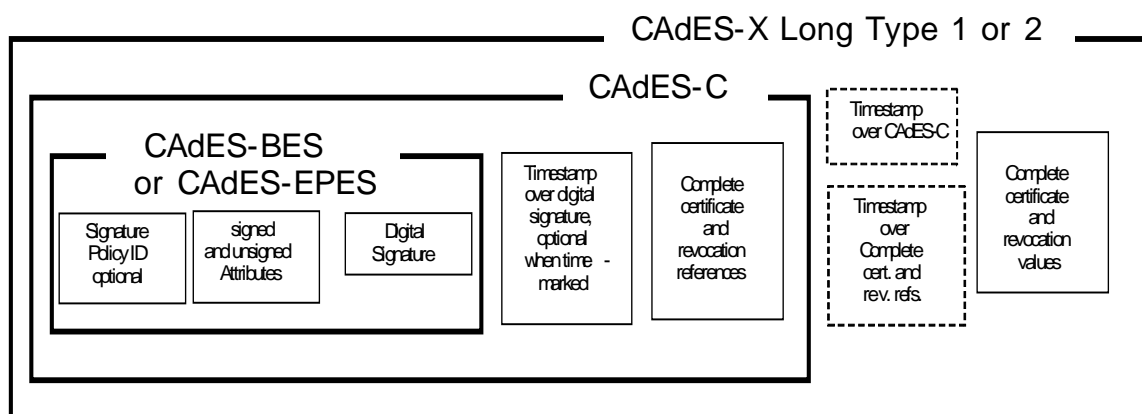 CAdES-X Long Type 1 or 2
CAdES-C
CAdES-BES
or CAdES-EPES
Signature
Policy ID
optional
signed
and unsigned
Attributes
Digital
Signature
Timestamp
over digital
signature,
optional
when time -
marked
Complete
certificate
and
revocation
references
Timestamp
over CAdES-C
Timestamp
over
Complete
cert. and
rev. refs.
Complete
certificate
and
revocation
values